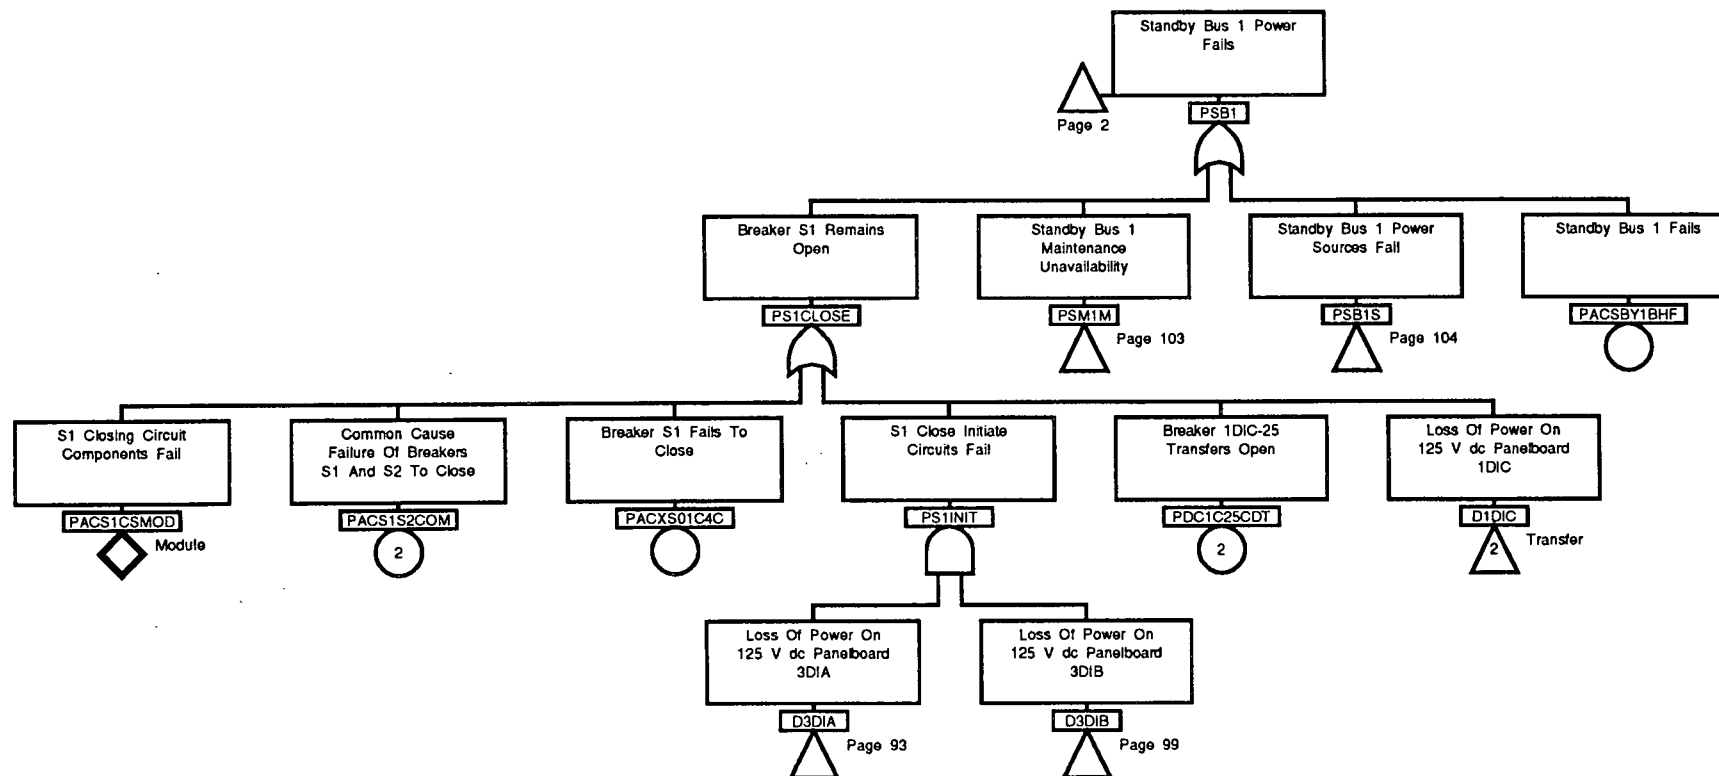 Standby Bus 1 Power
Fails
Page 2
PSB1
Breaker S1 Remains
Open
Standby Bus 1
Maintenance
Unavailability
Standby Bus 1 Power
Sources Fail
Standby Bus 1 Fails
PS1CLOSE
PSM1M
PSB1S
PACSBY1BHF
Page 103
Page 104
S1 Closing Circuit
Components Fail
Common Cause
Failure Of Breakers
S1 And S2 To Close
Breaker S1 Fails To
Close
S1 Close Initiate
Circuits Fail
Breaker 1DIC-25
Transfers Open
Loss Of Power On
125 V dc Panelboard
1DIC
PACS1CSMOD
PACS1S2COM
PACXS01C4C
PS1INIT
PDC1C25CDT
D1DIC
Module
2
2
2
Transfer
Loss Of Power On
125 V dc Panelboard
3DIA
Loss Of Power On
125 V dc Panelboard
3DIB
D3DIA
D3DIB
Page 93
Page 99